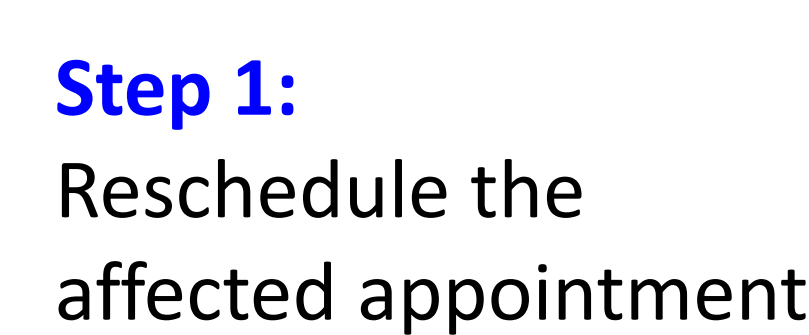 Step 1:
Reschedule the
affected appointment